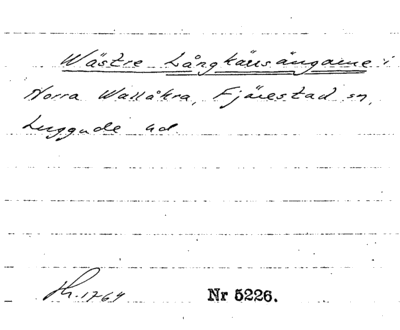 Wästre Långkärsängarne i
Norra Wallåkra, Fjärestad sn,
Luggude hd
Nr 5226.